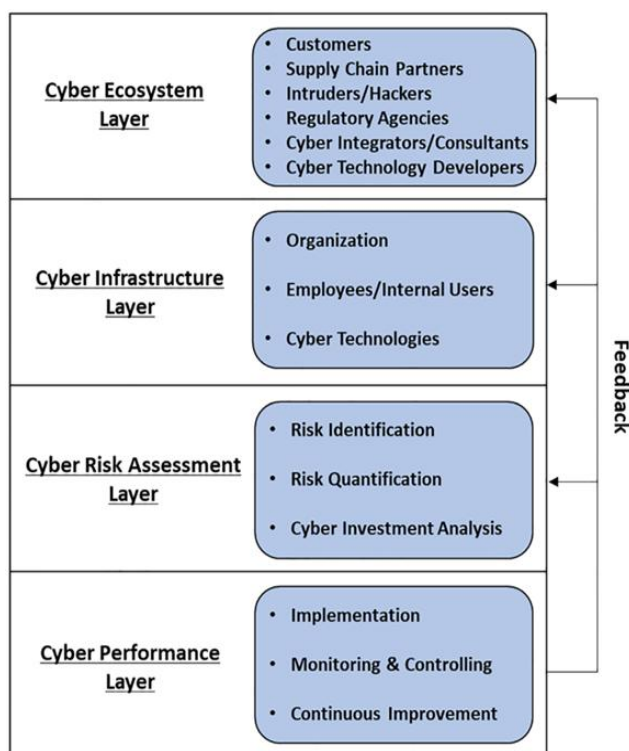 Cyber Ecosystem
Layer
• Customers
• Supply Chain Partners
• Intruders/Hackers
• Regulatory Agencies
• Cyber Integrators/Consultants
• Cyber Technology Developers
Cyber Infrastructure
Layer
• Organization
• Employees/Internal Users
• Cyber Technologies
Cyber Risk Assessment
Layer
• Risk Identification
• Risk Quantification
• Cyber Investment Analysis
Cyber Performance
Layer
• Implementation
• Monitoring & Controlling
• Continuous Improvement
Feedback